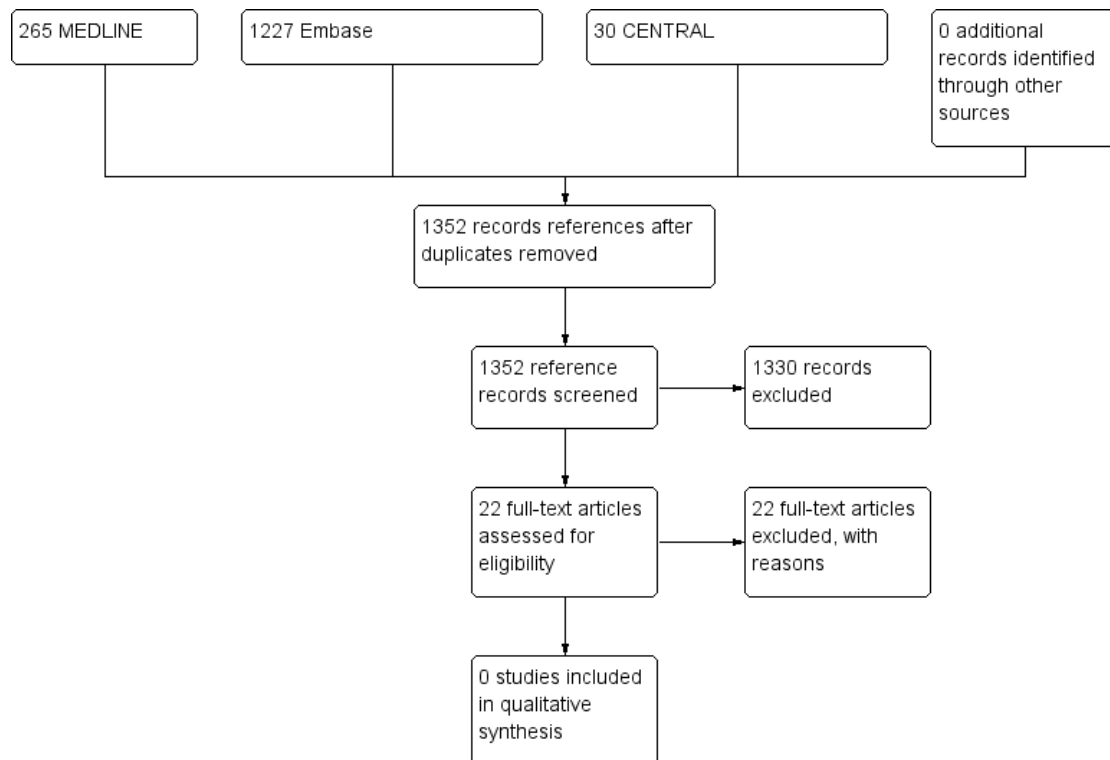 265 MEDLINE
1227 Embase
30 CENTRAL
0 additional
records identified
through other
sources
1352 records references after
duplicates removed
1352 reference
records screened
1330 records
excluded
22 full-text articles
assessed for
eligibility
22 full-text articles
excluded, with
reasons
0 studies included
in qualitative
synthesis